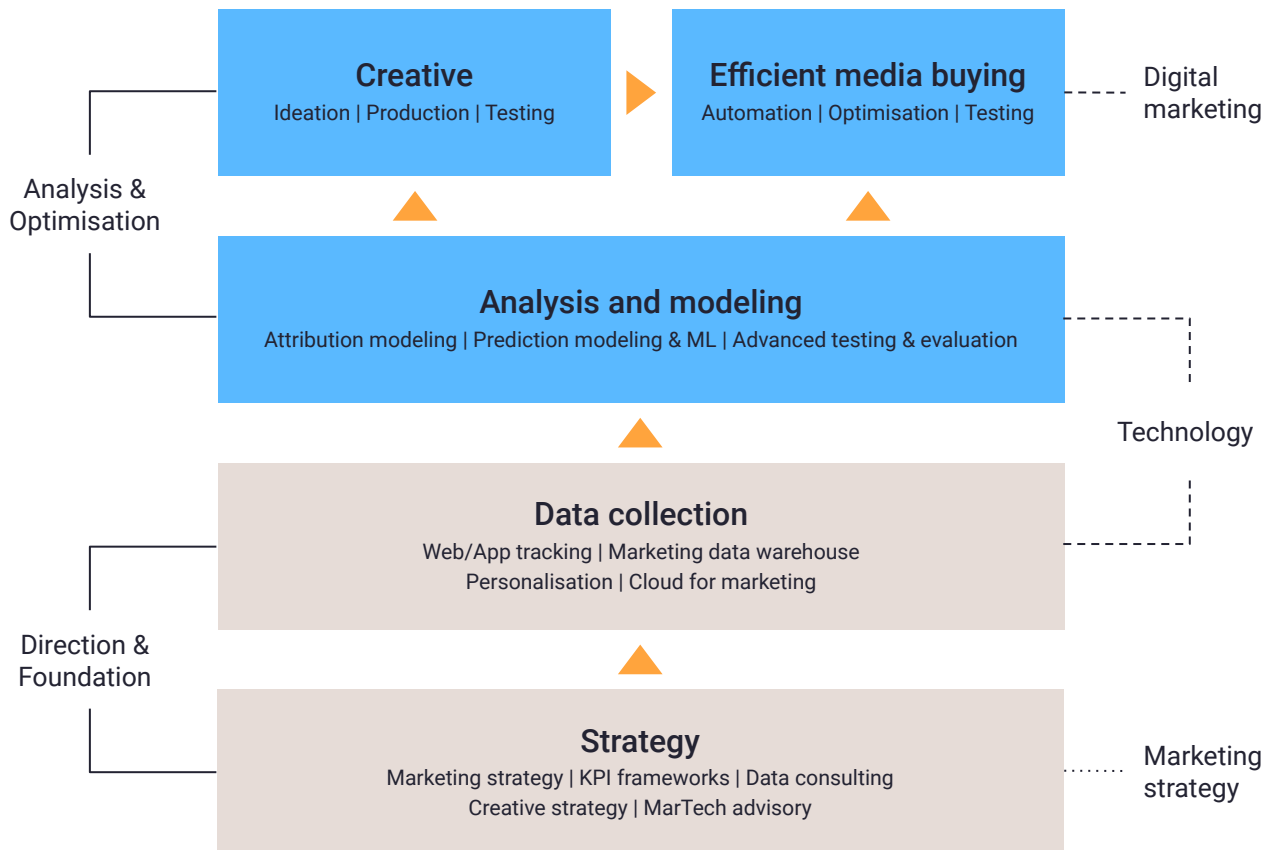 Creative
Ideation | Production | Testing
Efficient media buying
Automation | Optimisation | Testing
Digital
marketing
Analysis &
Optimisation
Analysis and modeling
Attribution modeling | Prediction modeling & ML | Advanced testing & evaluation
Technology
Data collection
Web/App tracking | Marketing data warehouse
Personalisation | Cloud for marketing
Direction &
Foundation
Strategy
Marketing strategy | KPI frameworks | Data consulting
Creative strategy | MarTech advisory
Marketing
strategy